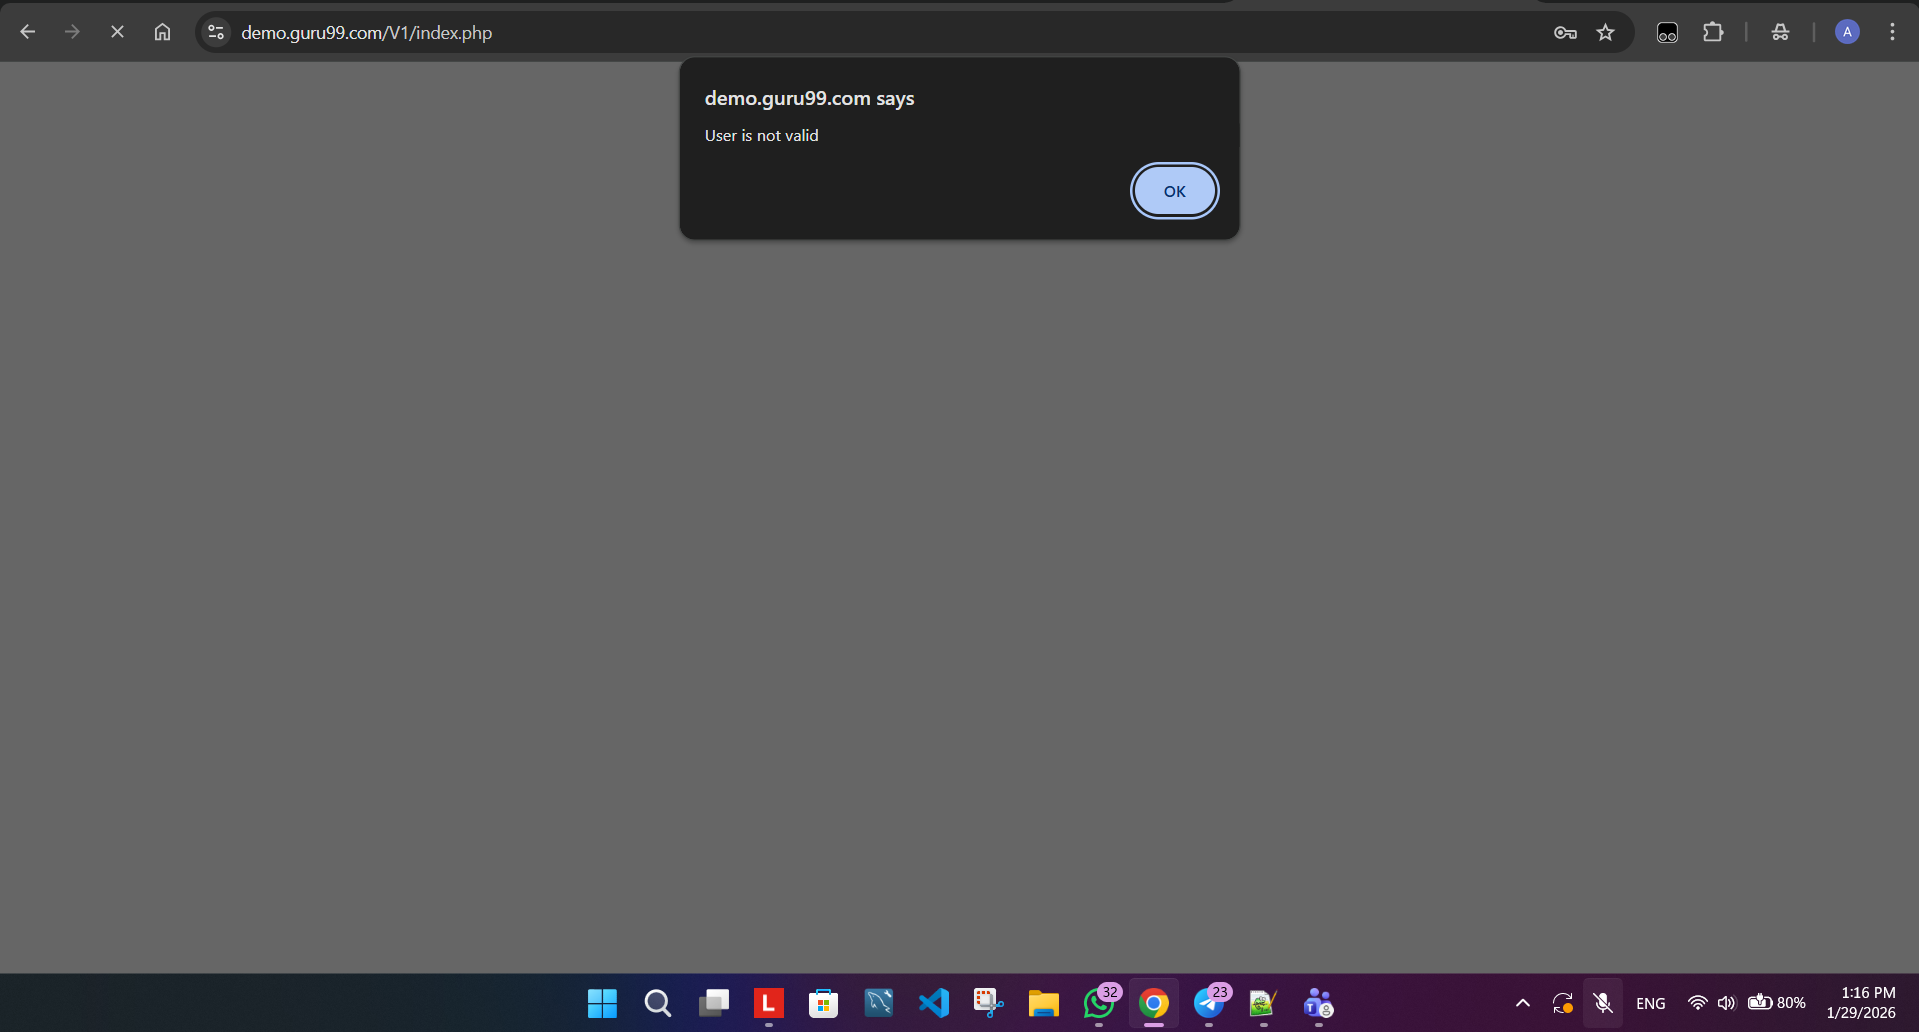 demo.guru99.com/V1/index.php
A
demo.guru99.com says
User is not valid
OK
L
32
23
T
ENG
80%
1:16 PM
1/29/2026